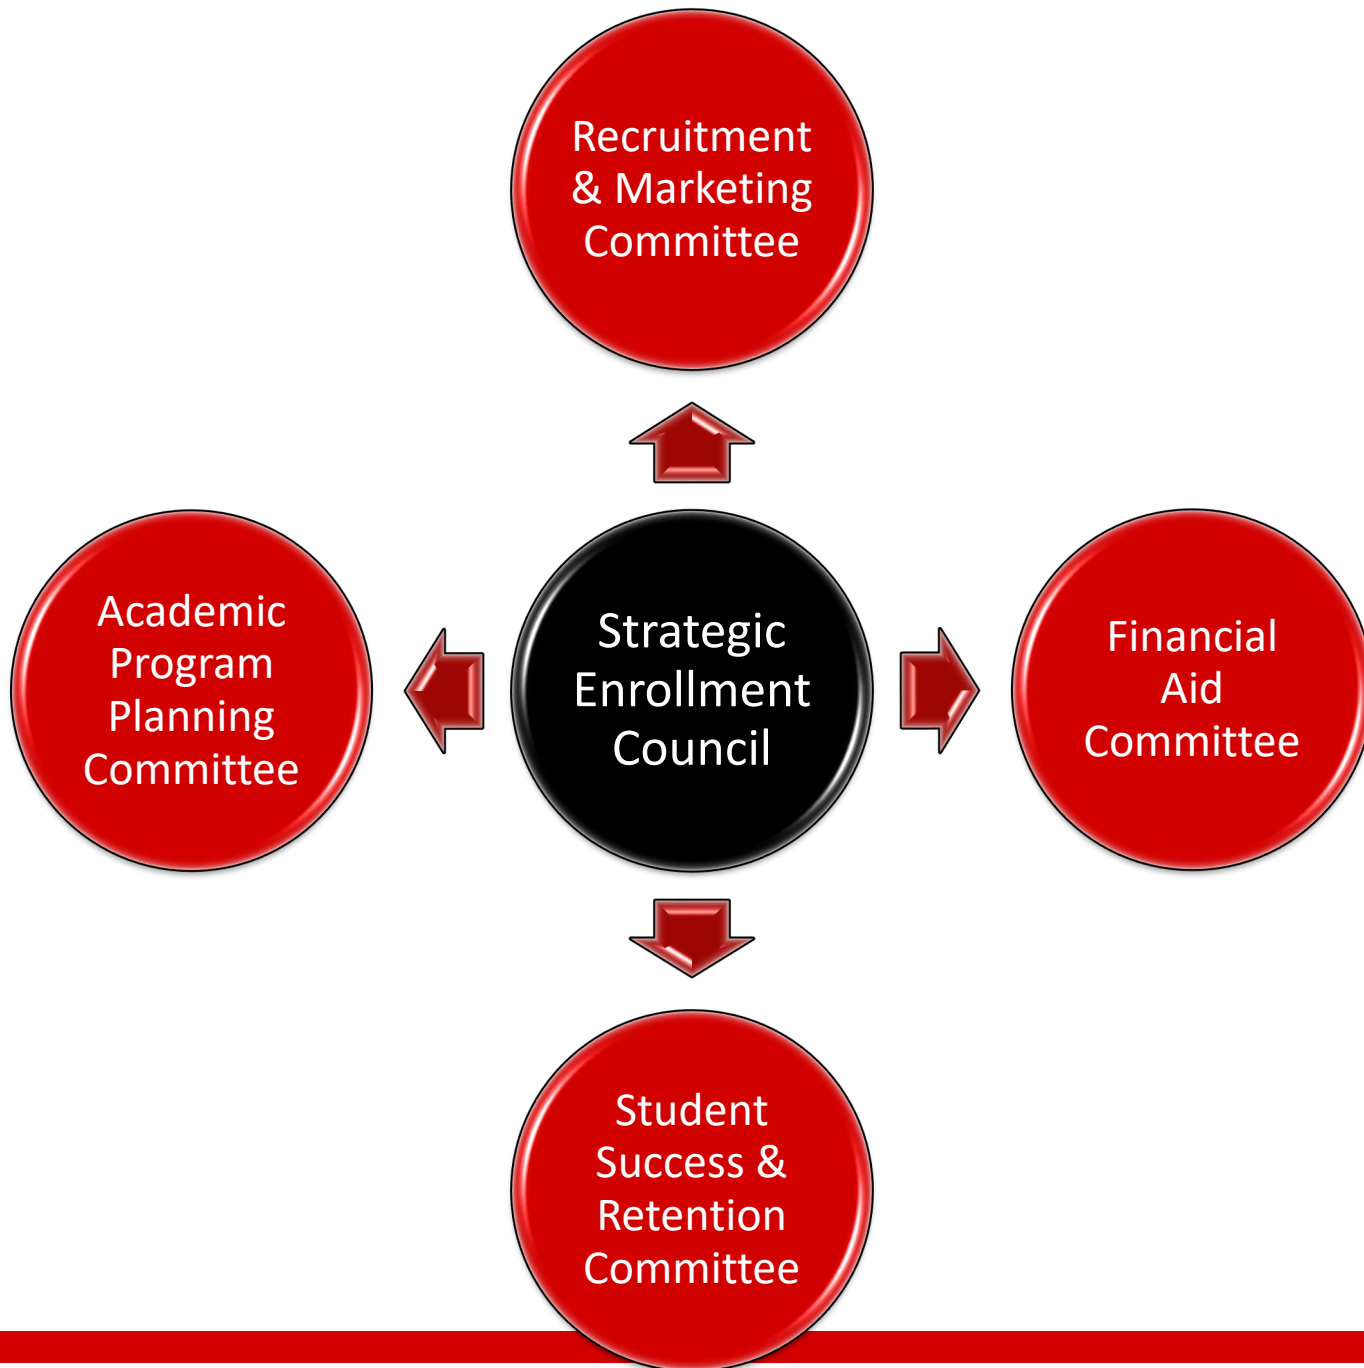 Recruitment
& Marketing
Committee
Academic
Program
Planning
Committee
Strategic
Enrollment
Council
Financial
Aid
Committee
Student
Success &
Retention
Committee